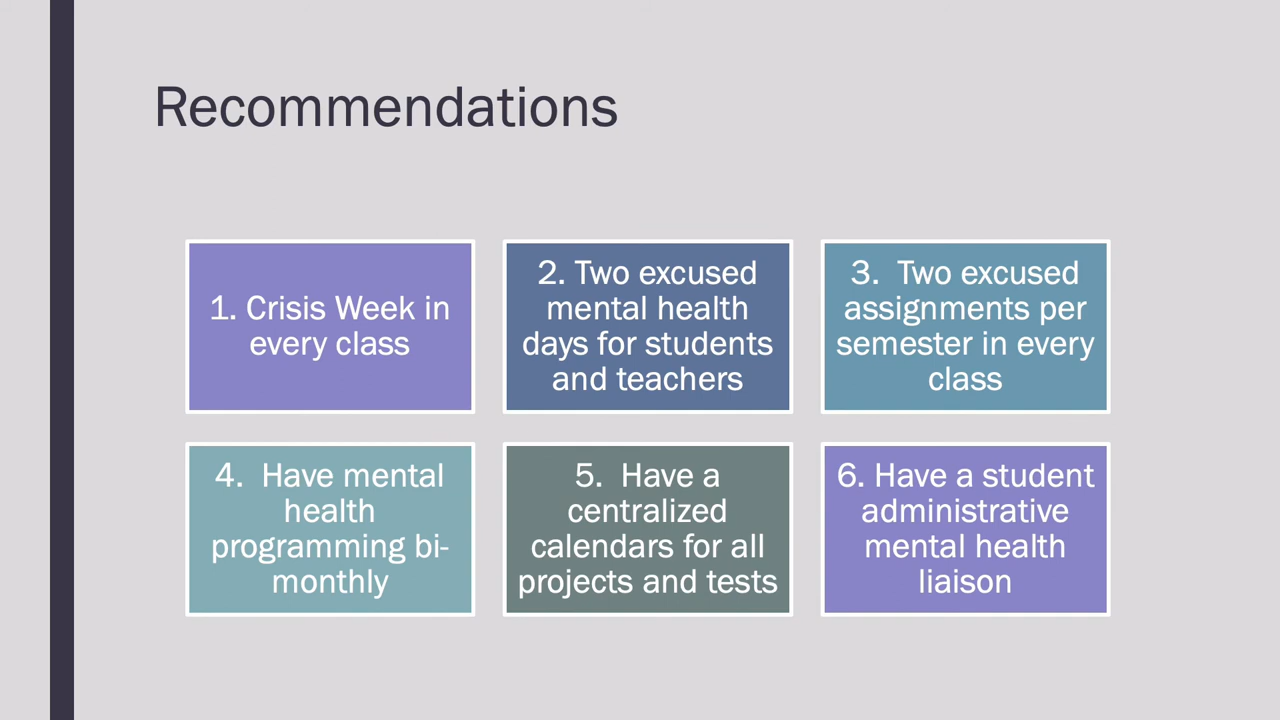 Recommendations
1. Crisis Week in
every class
2. Two excused
mental health
days for students
and teachers
3.  Two excused
assignments per
semester in every
class
4.  Have mental
health
programming bi-
monthly
5.  Have a
centralized
calendars for all
projects and tests
6. Have a student
administrative
mental health
liaison